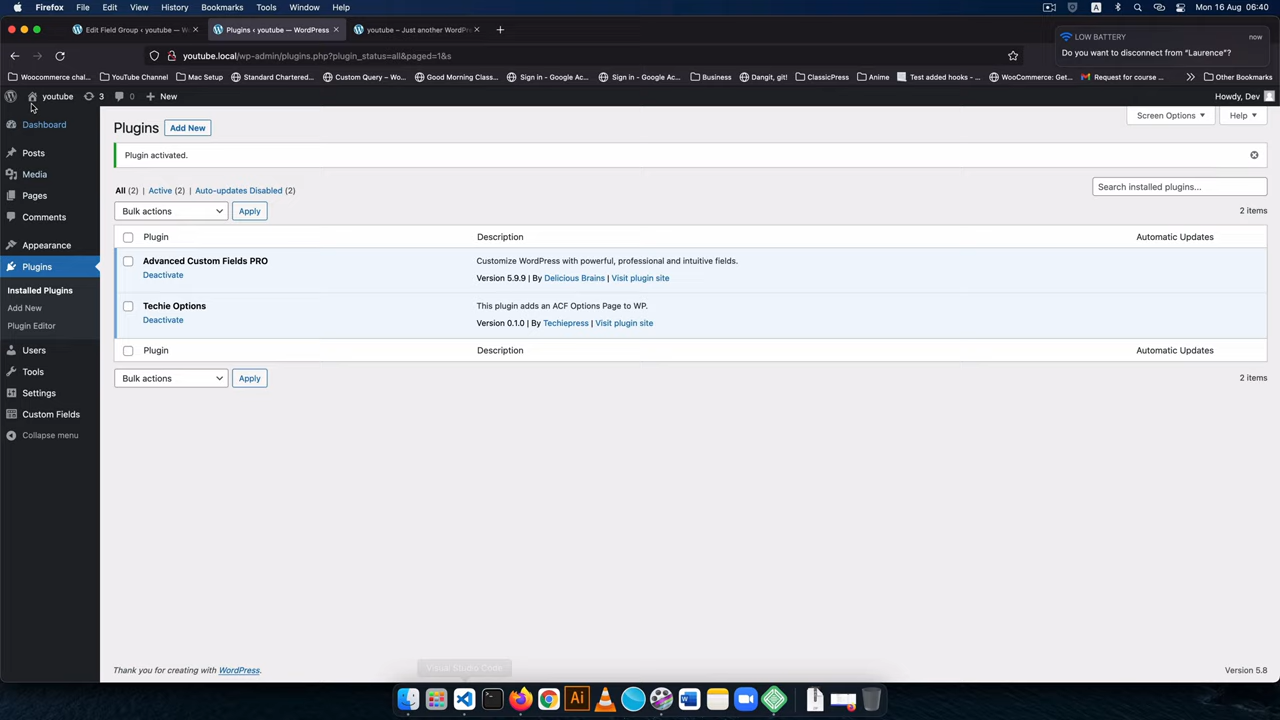 Firefox File Edit View History Bookmarks Tools Window Help A Mon 16 Aug 06:40
Edit Field Group ‹ youtube — W Plugins ‹ youtube — WordPress youtube – Just another WordPr
LOW BATTERY now
Do you want to disconnect from “Laurence”?
youtube.local/wp-admin/plugins.php?plugin_status=all&paged=1&s
Woocommerce chal... YouTube Channel Mac Setup Standard Chartered... Custom Query – Wo... Good Morning Class... Sign in - Google Ac... Sign in - Google Ac... Business Dangit, git! ClassicPress Anime Test added hooks - ... WooCommerce: Get... Request for course ... Other Bookmarks
youtube 3 0 New Howdy, Dev
Dashboard
Posts
Media
Pages
Comments
Appearance
Plugins
Installed Plugins
Add New
Plugin Editor
Users
Tools
Settings
Custom Fields
Collapse menu
Screen Options Help
Plugins Add New
Plugin activated.
All (2) | Active (2) | Auto-updates Disabled (2)
Search installed plugins...
Bulk actions Apply
2 items
Plugin Description Automatic Updates
Advanced Custom Fields PRO Customize WordPress with powerful, professional and intuitive fields.
Deactivate Version 5.9.9 | By Delicious Brains | Visit plugin site
Techie Options This plugin adds an ACF Options Page to WP.
Deactivate Version 0.1.0 | By Techiepress | Visit plugin site
Plugin Description Automatic Updates
Bulk actions Apply
2 items
Thank you for creating with WordPress. Version 5.8
Visual Studio Code
Ai